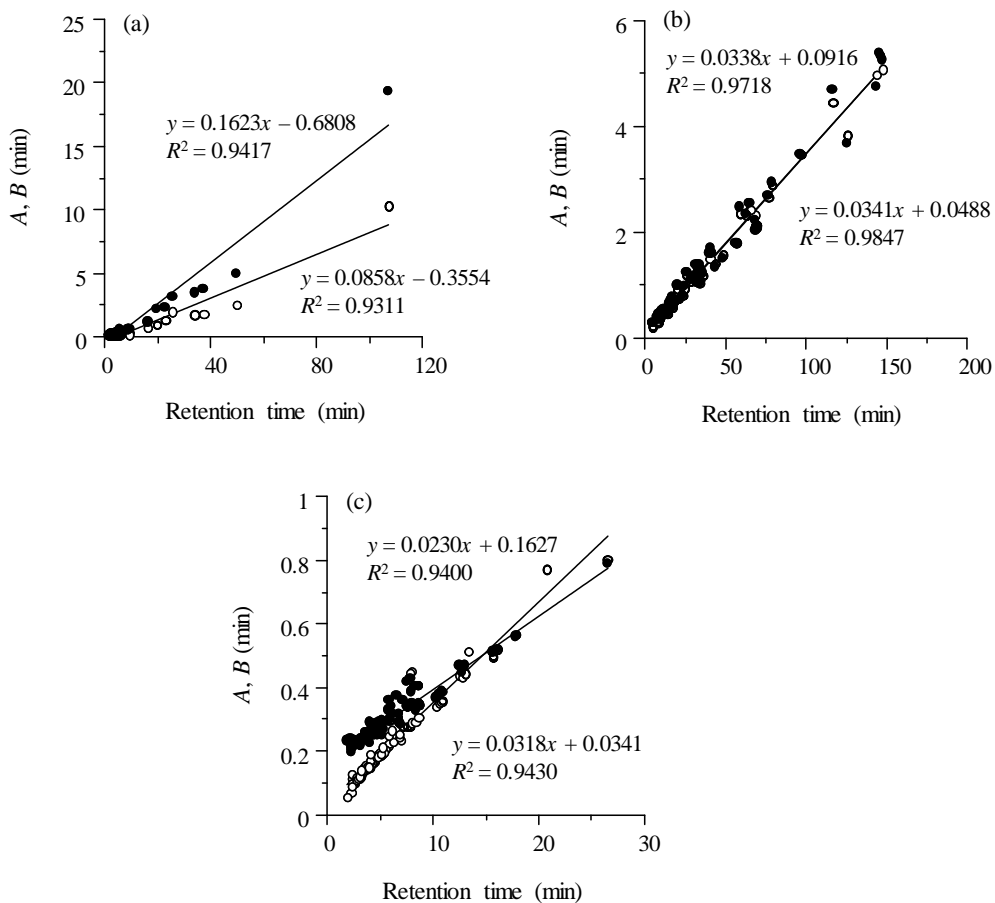 (a)
25
20
15
10
5
0
A, B (min)
y = 0.1623x – 0.6808
R² = 0.9417
y = 0.0858x – 0.3554
R² = 0.9311
0 40 80 120
Retention time (min)
(b)
6
4
2
0
A, B (min)
y = 0.0338x + 0.0916
R² = 0.9718
y = 0.0341x + 0.0488
R² = 0.9847
0 50 100 150 200
Retention time (min)
(c)
1
0.8
0.6
0.4
0.2
0
A, B (min)
y = 0.0230x + 0.1627
R² = 0.9400
y = 0.0318x + 0.0341
R² = 0.9430
0 10 20 30
Retention time (min)